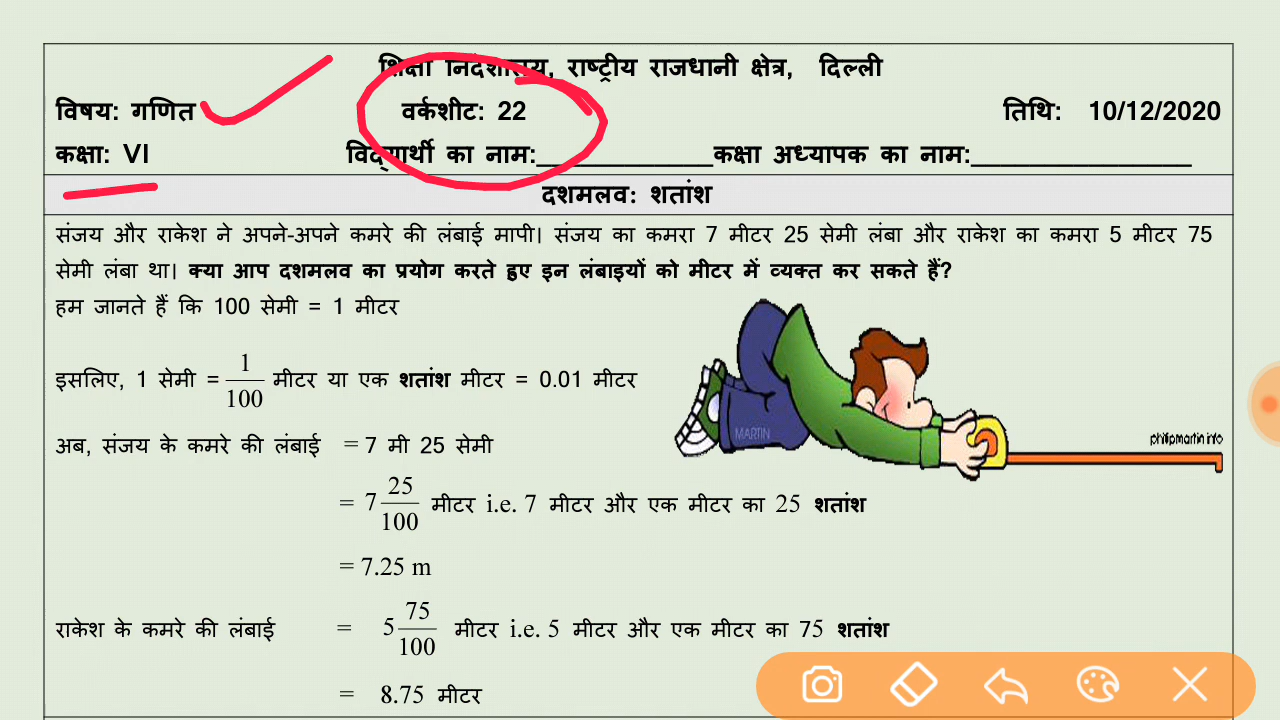 शिक्षा निदेशालय, राष्ट्रीय राजधानी क्षेत्र, दिल्ली
विषय: गणित वर्कशीट: 22 तिथि: 10/12/2020
कक्षा: VI विद्यार्थी का नाम:_____________कक्षा अध्यापक का नाम:________________
दशमलव: शतांश
संजय और राकेश ने अपने-अपने कमरे की लंबाई मापी। संजय का कमरा 7 मीटर 25 सेमी लंबा और राकेश का कमरा 5 मीटर 75
सेमी लंबा था। क्या आप दशमलव का प्रयोग करते हुए इन लंबाइयों को मीटर में व्यक्त कर सकते हैं?
हम जानते हैं कि 100 सेमी = 1 मीटर
इसलिए, 1 सेमी = 1/100 मीटर या एक शतांश मीटर = 0.01 मीटर
अब, संजय के कमरे की लंबाई = 7 मी 25 सेमी
= 7 25/100 मीटर i.e. 7 मीटर और एक मीटर का 25 शतांश
= 7.25 m
राकेश के कमरे की लंबाई = 5 75/100 मीटर i.e. 5 मीटर और एक मीटर का 75 शतांश
= 8.75 मीटर
MARTIN
philipmartin info